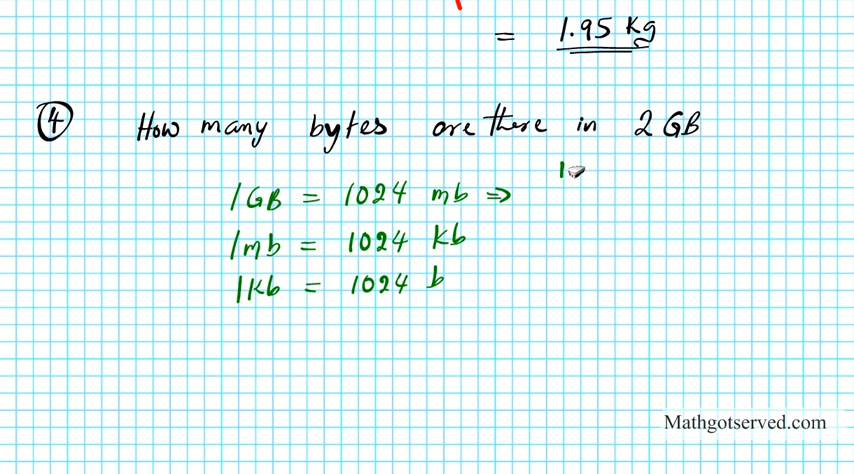 = 1.95 Kg
④ How many bytes are there in 2 GB
1
1GB = 1024 mb ⇒
1mb = 1024 kb
1Kb = 1024 b
Mathgotserved.com